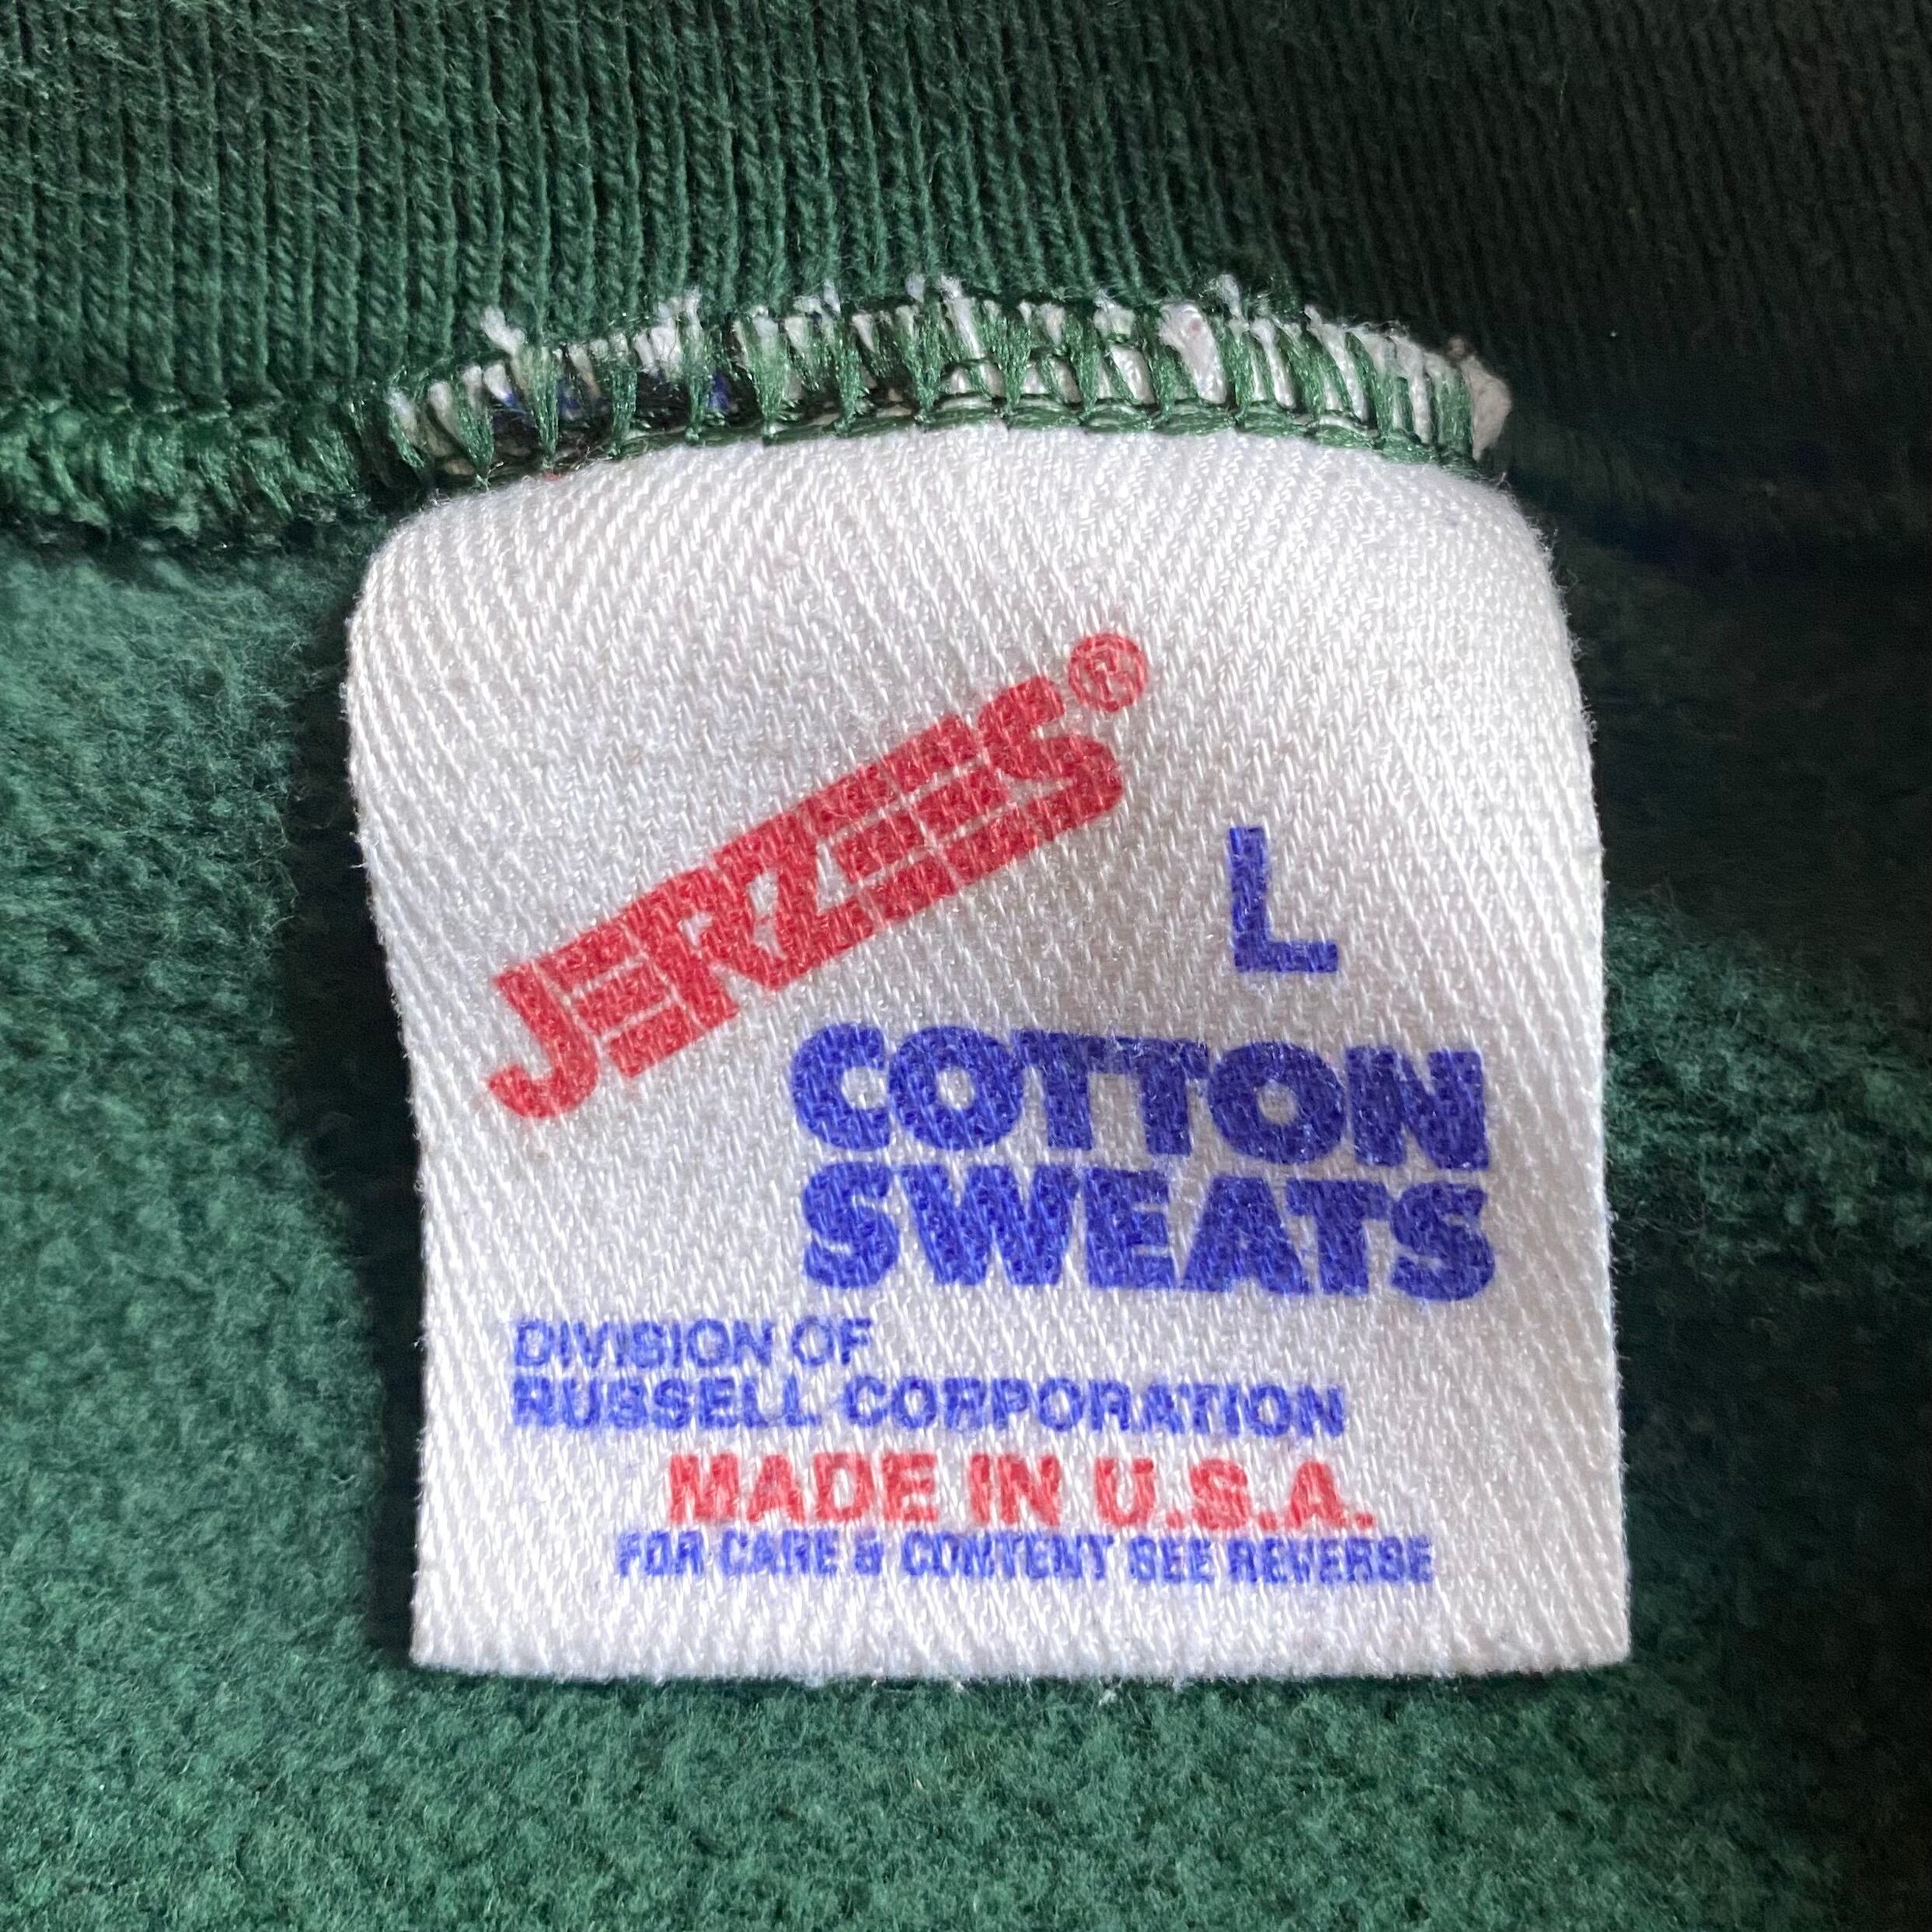 JERZEES®
L
COTTON
SWEATS
DIVISION OF
RUSSELL CORPORATION
MADE IN U.S.A.
FOR CARE & CONTENT SEE REVERSE